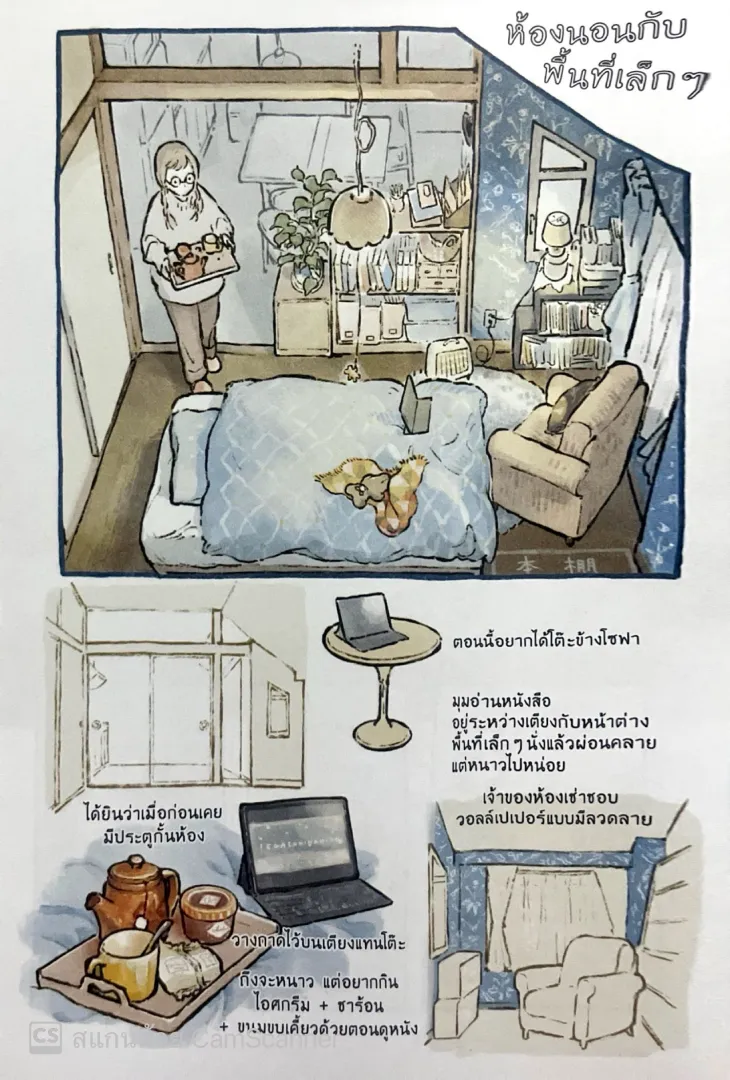 ห้องนอนกับ
พื้นที่เล็กๆ
本棚
ตอนนี้อยากได้โต๊ะข้างโซฟา
มุมอ่านหนังสือ
อยู่ระหว่างเตียงกับหน้าต่าง
พื้นที่เล็กๆ นั่งแล้วผ่อนคลาย
แต่หนาวไปหน่อย
ได้ยินว่าเมื่อก่อนเคย
มีประตูกั้นห้อง
เจ้าของห้องเช่าชอบ
วอลล์เปเปอร์แบบมีลวดลาย
วางถาดไว้บนเตียงแทนโต๊ะ
ถึงจะหนาว แต่อยากกิน
ไอศกรีม + ชาร้อน
+ ขนมขบเคี้ยวด้วยตอนดูหนัง
CS สแกนด้วย CamScanner